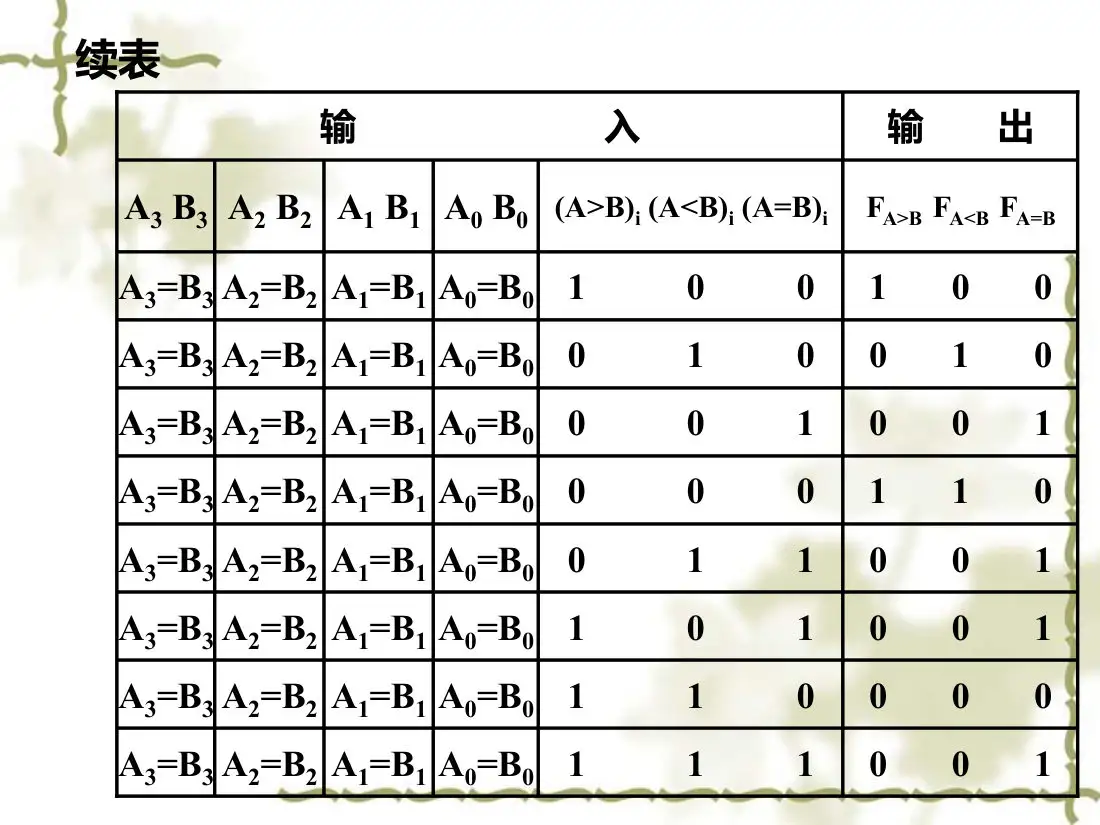 续表
输 入 输 出
A₃ B₃ A₂ B₂ A₁ B₁ A₀ B₀ (A>B)ᵢ (A<B)ᵢ (A=B)ᵢ F_A>B F_A<B F_A=B
A₃=B₃ A₂=B₂ A₁=B₁ A₀=B₀ 1 0 0 1 0 0
A₃=B₃ A₂=B₂ A₁=B₁ A₀=B₀ 0 1 0 0 1 0
A₃=B₃ A₂=B₂ A₁=B₁ A₀=B₀ 0 0 1 0 0 1
A₃=B₃ A₂=B₂ A₁=B₁ A₀=B₀ 0 0 0 1 1 0
A₃=B₃ A₂=B₂ A₁=B₁ A₀=B₀ 0 1 1 0 0 1
A₃=B₃ A₂=B₂ A₁=B₁ A₀=B₀ 1 0 1 0 0 1
A₃=B₃ A₂=B₂ A₁=B₁ A₀=B₀ 1 1 0 0 0 0
A₃=B₃ A₂=B₂ A₁=B₁ A₀=B₀ 1 1 1 0 0 1